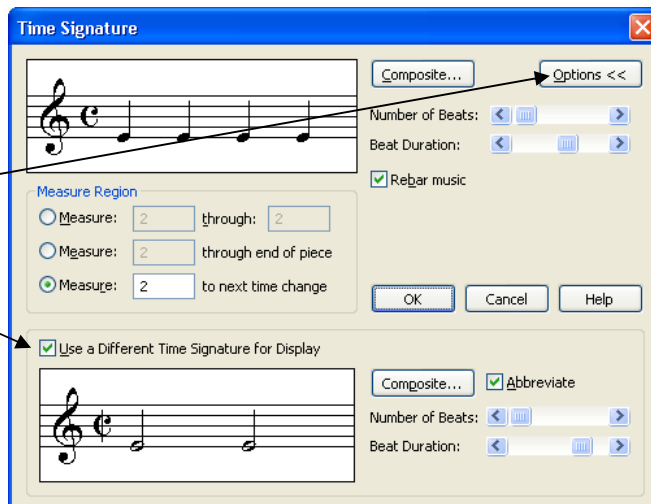 Time Signature
Composite...
Options <<
Number of Beats:
Beat Duration:
Rebar music
Measure Region
Measure: 2 through: 2
Measure: 2 through end of piece
Measure: 2 to next time change
OK Cancel Help
Use a Different Time Signature for Display
Composite... Abbreviate
Number of Beats:
Beat Duration: